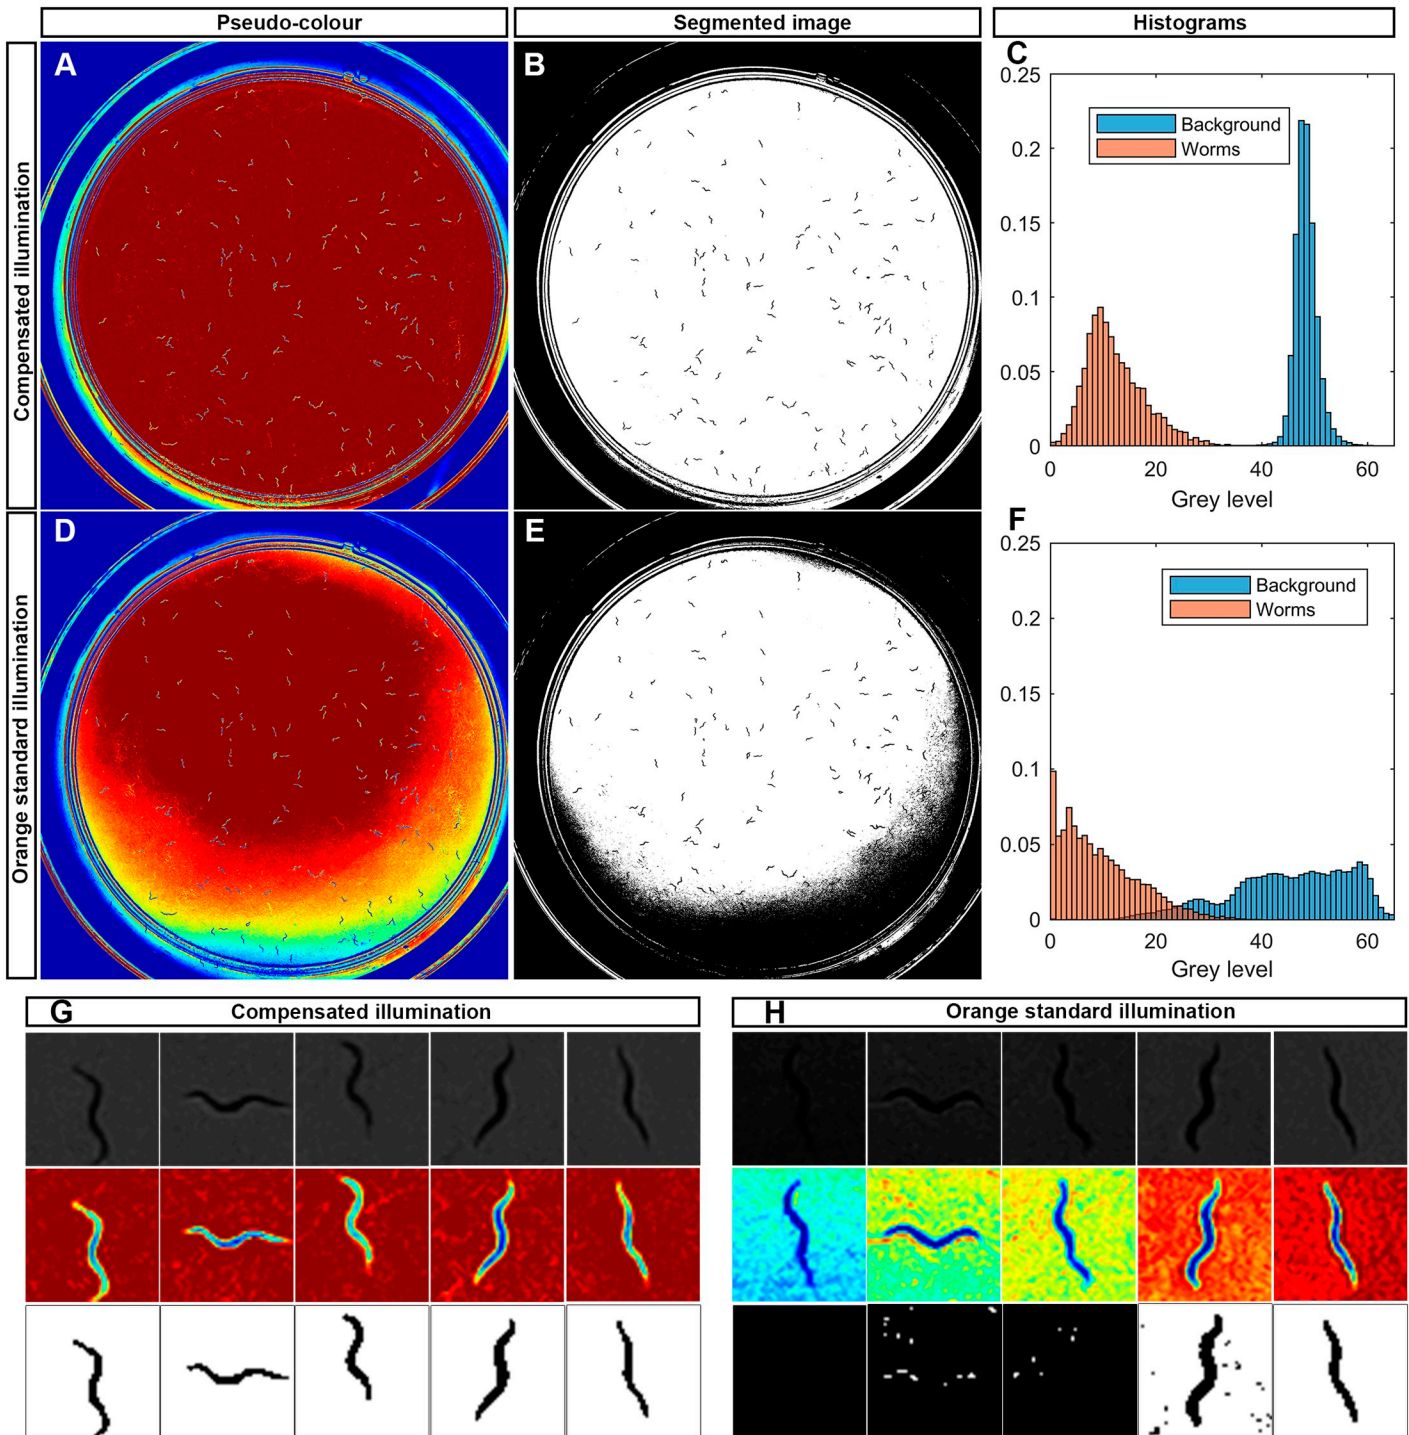 Pseudo-colour
Segmented image
Histograms
Compensated illumination
A
B
C
0.25
0.2
0.15
0.1
0.05
0
0
20
40
60
Grey level
Background
Worms
Orange standard illumination
D
E
F
0.25
0.2
0.15
0.1
0.05
0
0
20
40
60
Grey level
Background
Worms
G
Compensated illumination
H
Orange standard illumination